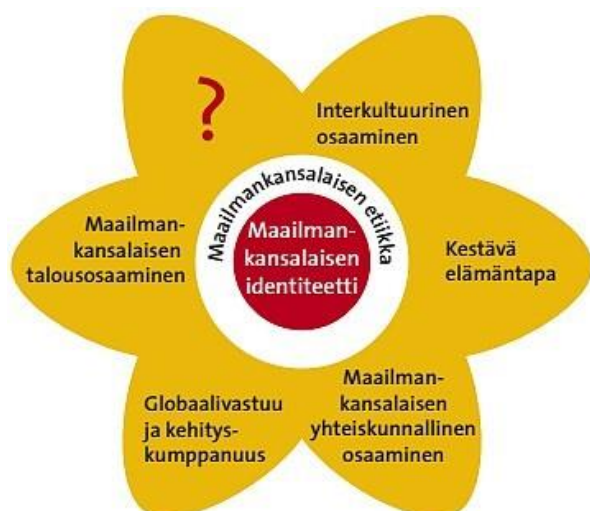 ?
Interkultuurinen
osaaminen
Maailman-
kansalaisen
talousosaaminen
Maailmankansalaisen etiikka
Maailman-
kansalaisen
identiteetti
Kestävä
elämäntapa
Globaalivastuu
ja kehitys-
kumppanuus
Maailman-
kansalaisen
yhteiskunnallinen
osaaminen